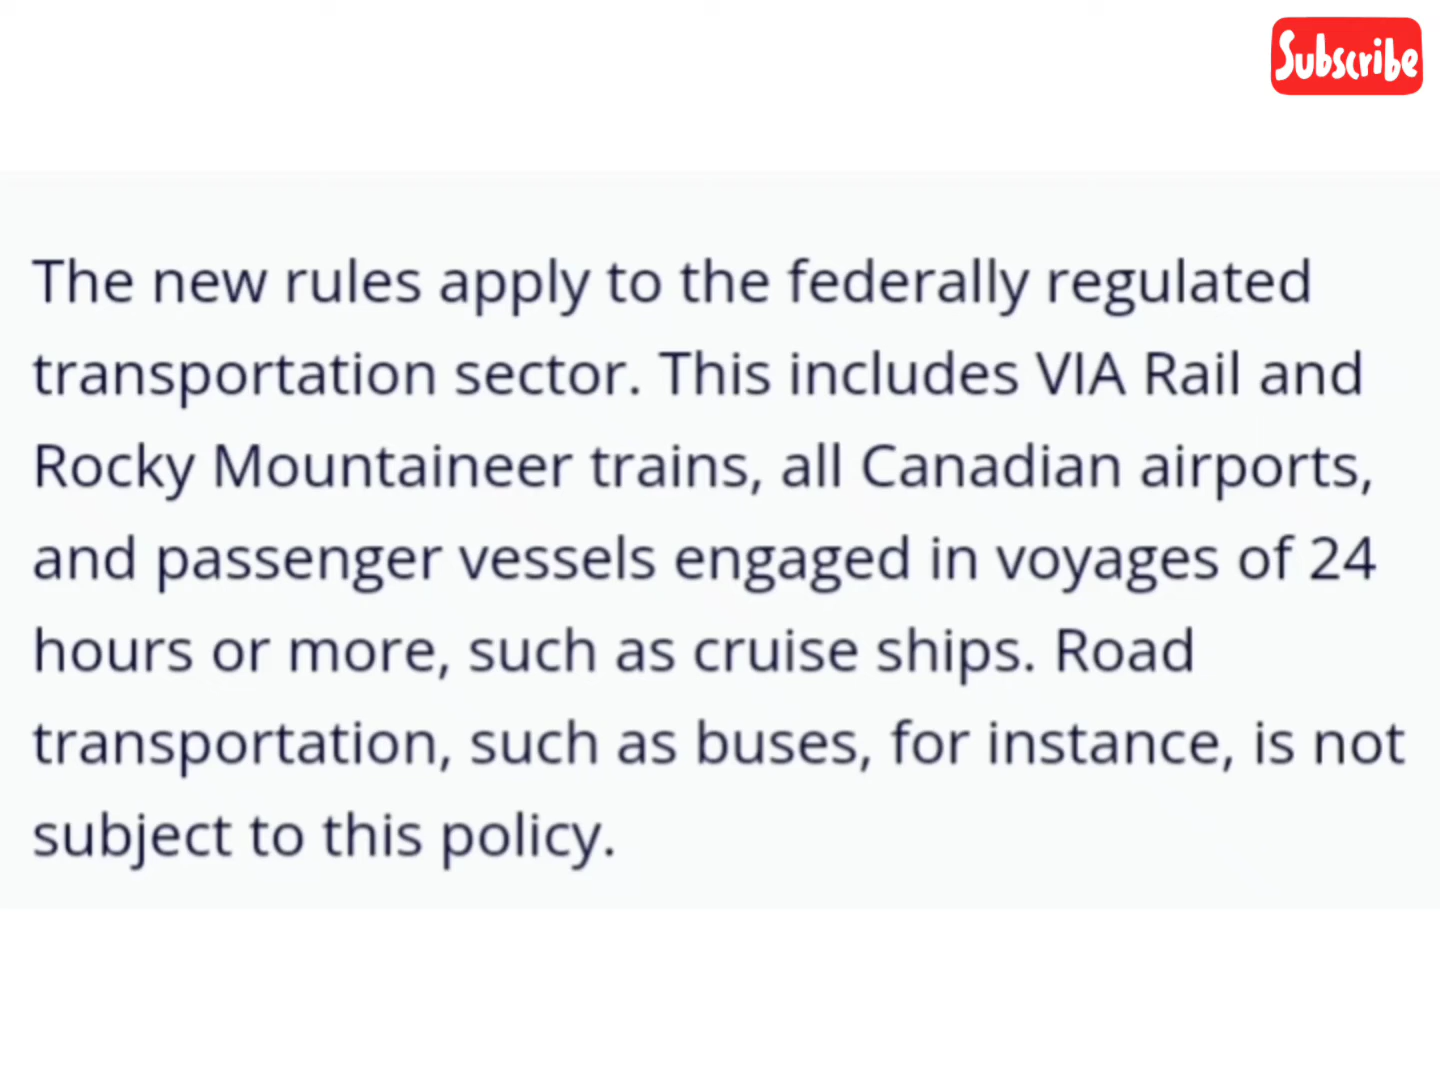 Subscribe
The new rules apply to the federally regulated
transportation sector. This includes VIA Rail and
Rocky Mountaineer trains, all Canadian airports,
and passenger vessels engaged in voyages of 24
hours or more, such as cruise ships. Road
transportation, such as buses, for instance, is not
subject to this policy.